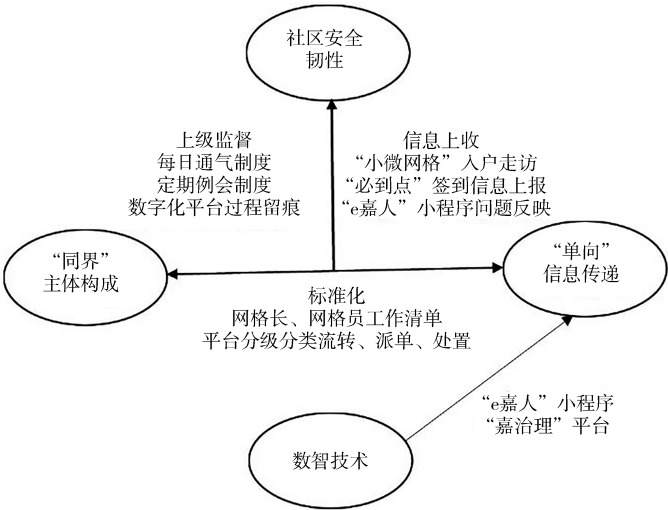 社区安全
韧性
上级监督
每日通气制度
定期例会制度
数字化平台过程留痕
信息上收
“小微网格”入户走访
“必到点”签到信息上报
“e嘉人”小程序问题反映
“同界”
主体构成
“单向”
信息传递
标准化
网格长、网格员工作清单
平台分级分类流转、派单、处置
“e嘉人”小程序
“嘉治理”平台
数智技术